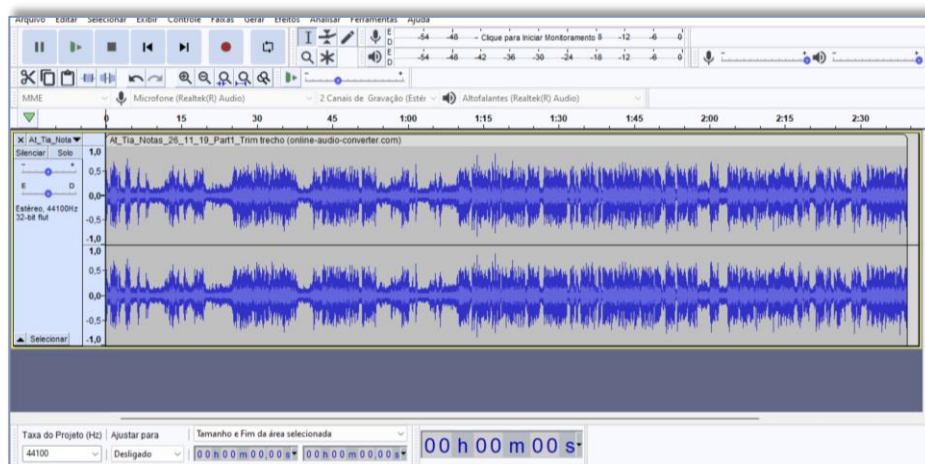 Arquivo Editar Selecionar Exibir Controle Faixas Gerar Efeitos Analisar Ferramentas Ajuda
E D -54 -48 - Clique para Iniciar Monitoramento 8 -12 -6 0
E D -54 -48 -42 -36 -30 -24 -18 -12 -6 0
MME Microfone (Realtek(R) Audio) 2 Canais de Gravação (Estér Altofalantes (Realtek(R) Audio)
0 15 30 45 1:00 1:15 1:30 1:45 2:00 2:15 2:30
At_Tia_Nota At_Tia_Notas_26_11_19_Part1_Trim trecho (online-audio-converter.com)
Silenciar Solo 1,0
- + 0,5
E D 0,0
Estéreo, 44100Hz
32-bit flut -0,5
-1,0
1,0
0,5
0,0
-0,5
Selecionar -1,0
Taxa do Projeto (Hz) Ajustar para Tamanho e Fim da área selecionada
44100 Desligado 00 h 00 m 00,00 s 00 h 00 m 00,00 s 00 h 00 m 00 s